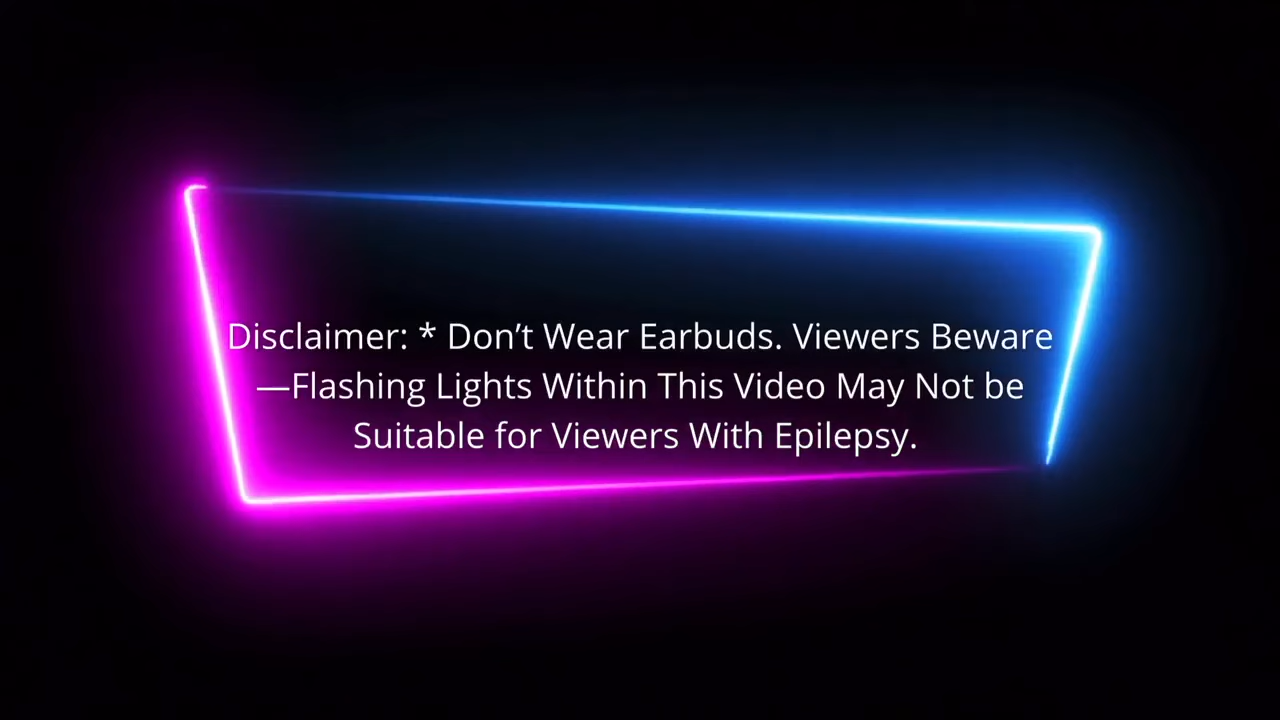 Disclaimer: * Don’t Wear Earbuds. Viewers Beware
—Flashing Lights Within This Video May Not be
Suitable for Viewers With Epilepsy.